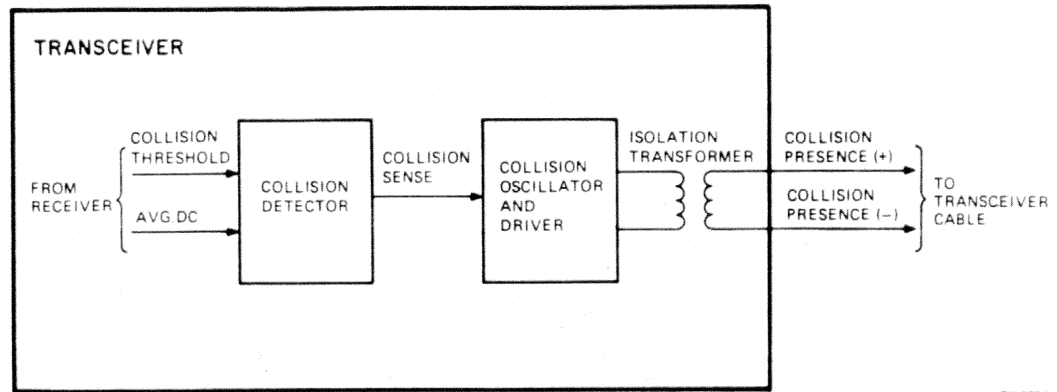 TRANSCEIVER
FROM
RECEIVER
COLLISION
THRESHOLD
AVG.DC
COLLISION
DETECTOR
COLLISION
SENSE
COLLISION
OSCILLATOR
AND
DRIVER
ISOLATION
TRANSFORMER
COLLISION
PRESENCE (+)
COLLISION
PRESENCE (–)
TO
TRANSCEIVER
CABLE